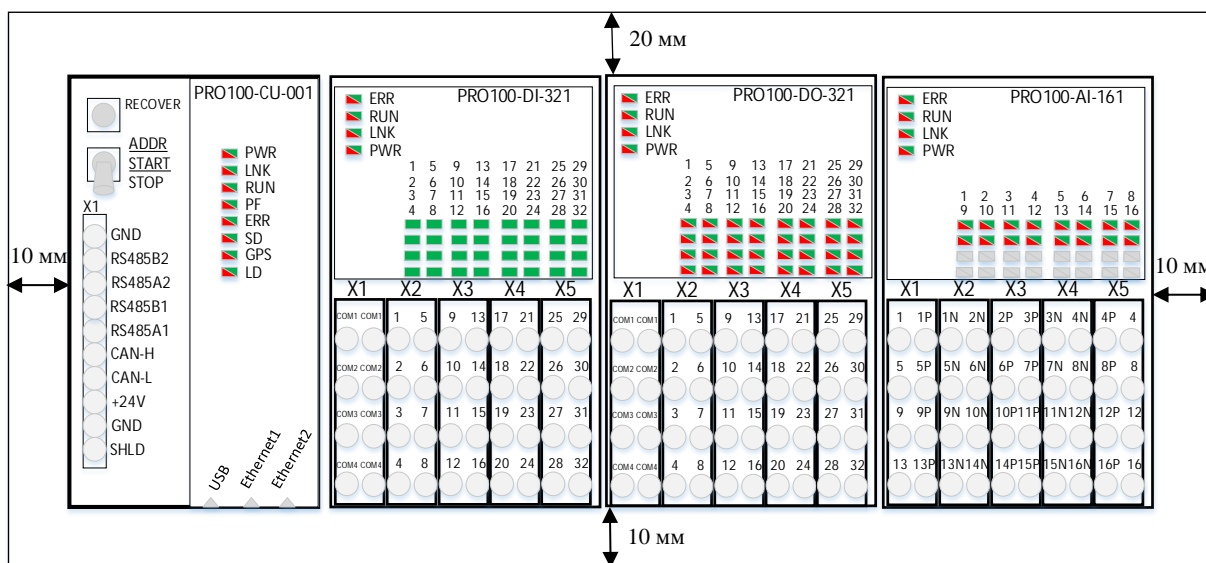 20 мм
10 мм
RECOVER
ADDR
START
STOP
X1
GND
RS485B2
RS485A2
RS485B1
RS485A1
CAN-H
CAN-L
+24V
GND
SHLD
PRO100-CU-001
PWR
LNK
RUN
PF
ERR
SD
GPS
LD
USB
Ethernet1
Ethernet2
PRO100-DI-321
ERR
RUN
LNK
PWR
1 5 9 13 17 21 25 29
2 6 10 14 18 22 26 30
3 7 11 15 19 23 27 31
4 8 12 16 20 24 28 32
X1 X2 X3 X4 X5
COM1 COM1 1 5 9 13 17 21 25 29
COM2 COM2 2 6 10 14 18 22 26 30
COM3 COM3 3 7 11 15 19 23 27 31
COM4 COM4 4 8 12 16 20 24 28 32
PRO100-DO-321
ERR
RUN
LNK
PWR
1 5 9 13 17 21 25 29
2 6 10 14 18 22 26 30
3 7 11 15 19 23 27 31
4 8 12 16 20 24 28 32
X1 X2 X3 X4 X5
COM1 COM1 1 5 9 13 17 21 25 29
COM2 COM2 2 6 10 14 18 22 26 30
COM3 COM3 3 7 11 15 19 23 27 31
COM4 COM4 4 8 12 16 20 24 28 32
PRO100-AI-161
ERR
RUN
LNK
PWR
1 2 3 4 5 6 7 8
9 10 11 12 13 14 15 16
X1 X2 X3 X4 X5
1 1P 1N 2N 2P 3P 3N 4N 4P 4
5 5P 5N 6N 6P 7P 7N 8N 8P 8
9 9P 9N 10N 10P 11P 11N 12N 12P 12
13 13P 13N 14N 14P 15P 15N 16N 16P 16
10 мм
10 мм